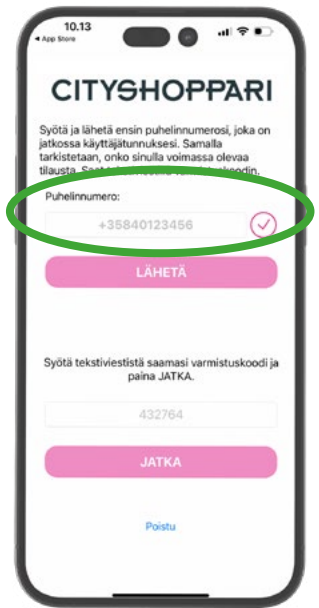 10.13
◀ App Store
CITYSHOPPARI
Syötä ja lähetä ensin puhelinnumerosi, joka on
jatkossa käyttäjätunnuksesi. Samalla
tarkistetaan, onko sinulla voimassa olevaa
tilausta. Saat
Puhelinnumero:
+35840123456
LÄHETÄ
Syötä tekstiviestistä saamasi varmistuskoodi ja
paina JATKA.
432764
JATKA
Poistu